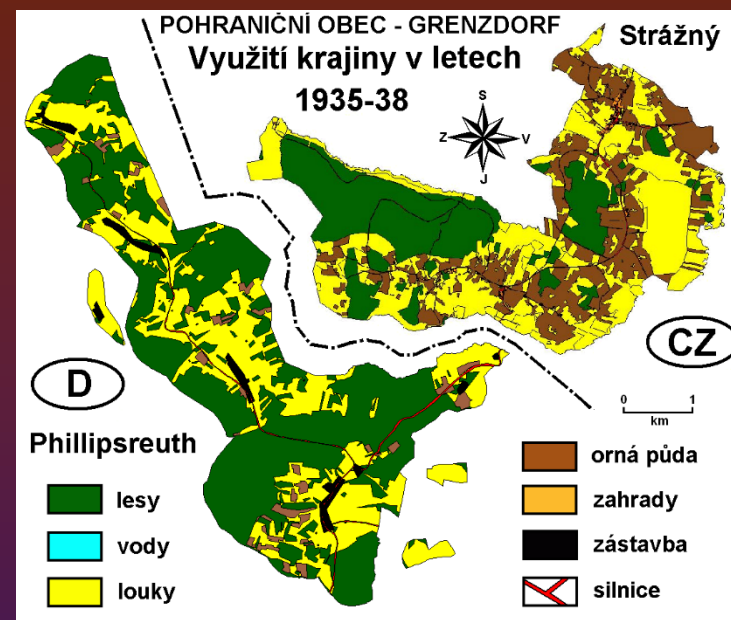 POHRANIČNÍ OBEC - GRENZDORF
Využití krajiny v letech
1935-38
Strážný
S
Z
V
J
D
CZ
0
1
km
Phillipsreuth
lesy
vody
louky
orná půda
zahrady
zástavba
silnice